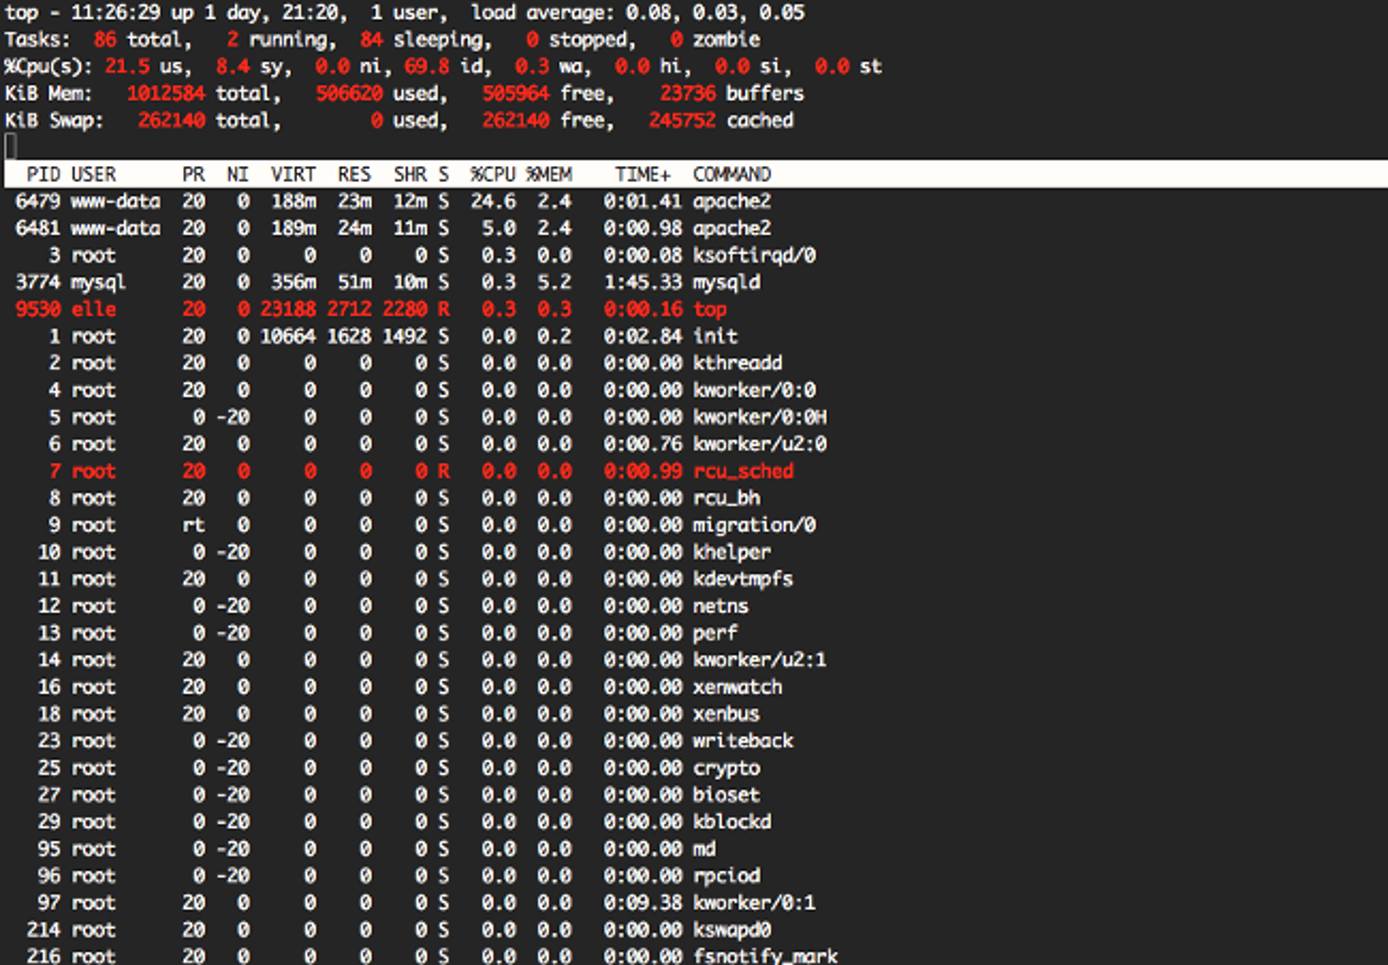 top - 11:26:29 up 1 day, 21:20,  1 user,  load average: 0.08, 0.03, 0.05
Tasks:  86 total,   2 running,  84 sleeping,   0 stopped,   0 zombie
%Cpu(s): 21.5 us,  8.4 sy,  0.0 ni, 69.8 id,  0.3 wa,  0.0 hi,  0.0 si,  0.0 st
KiB Mem:   1012584 total,   506620 used,   505964 free,    23736 buffers
KiB Swap:   262140 total,        0 used,   262140 free,   245752 cached
PID USER      PR  NI  VIRT  RES  SHR S  %CPU %MEM    TIME+  COMMAND
6479 www-data  20   0  188m  23m  12m S  24.6  2.4   0:01.41 apache2
6481 www-data  20   0  189m  24m  11m S   5.0  2.4   0:00.98 apache2
3 root      20   0     0    0    0 S   0.3  0.0   0:00.08 ksoftirqd/0
3774 mysql     20   0  356m  51m  10m S   0.3  5.2   1:45.33 mysqld
9530 elle      20   0 23188 2712 2280 R   0.3  0.3   0:00.16 top
1 root      20   0 10664 1628 1492 S   0.0  0.2   0:02.84 init
2 root      20   0     0    0    0 S   0.0  0.0   0:00.00 kthreadd
4 root      20   0     0    0    0 S   0.0  0.0   0:00.00 kworker/0:0
5 root       0 -20     0    0    0 S   0.0  0.0   0:00.00 kworker/0:0H
6 root      20   0     0    0    0 S   0.0  0.0   0:00.76 kworker/u2:0
7 root      20   0     0    0    0 R   0.0  0.0   0:00.99 rcu_sched
8 root      20   0     0    0    0 S   0.0  0.0   0:00.00 rcu_bh
9 root      rt   0     0    0    0 S   0.0  0.0   0:00.00 migration/0
10 root       0 -20     0    0    0 S   0.0  0.0   0:00.00 khelper
11 root      20   0     0    0    0 S   0.0  0.0   0:00.00 kdevtmpfs
12 root       0 -20     0    0    0 S   0.0  0.0   0:00.00 netns
13 root       0 -20     0    0    0 S   0.0  0.0   0:00.00 perf
14 root      20   0     0    0    0 S   0.0  0.0   0:00.00 kworker/u2:1
16 root      20   0     0    0    0 S   0.0  0.0   0:00.00 xenwatch
18 root      20   0     0    0    0 S   0.0  0.0   0:00.00 xenbus
23 root       0 -20     0    0    0 S   0.0  0.0   0:00.00 writeback
25 root       0 -20     0    0    0 S   0.0  0.0   0:00.00 crypto
27 root       0 -20     0    0    0 S   0.0  0.0   0:00.00 bioset
29 root       0 -20     0    0    0 S   0.0  0.0   0:00.00 kblockd
95 root       0 -20     0    0    0 S   0.0  0.0   0:00.00 md
96 root       0 -20     0    0    0 S   0.0  0.0   0:00.00 rpciod
97 root      20   0     0    0    0 S   0.0  0.0   0:09.38 kworker/0:1
214 root      20   0     0    0    0 S   0.0  0.0   0:00.00 kswapd0
216 root      20   0     0    0    0 S   0.0  0.0   0:00.00 fsnotify_mark